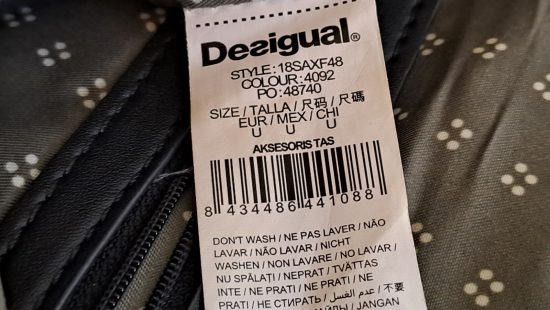 Desigual®
STYLE: 18SAXF48
COLOUR: 4092
PO: 48740
SIZE / TALLA / 尺码 / 尺碼
EUR / MEX / CHI
U U U
AKSESORIS TAS
8 434486 441088
DON'T WASH / NE PAS LAVER / NÃO
LAVAR / NÃO LAVAR / NICHT
WASHEN / NON LAVARE / NO LAVAR /
NU SPĂLAȚI / NEPRAT / TVÄTTAS
INTE / NE PRATI / NE PRATI / NE
PRATI / НЕ СТИРАТЬ / عدم الغسل / 不要
JANGAN